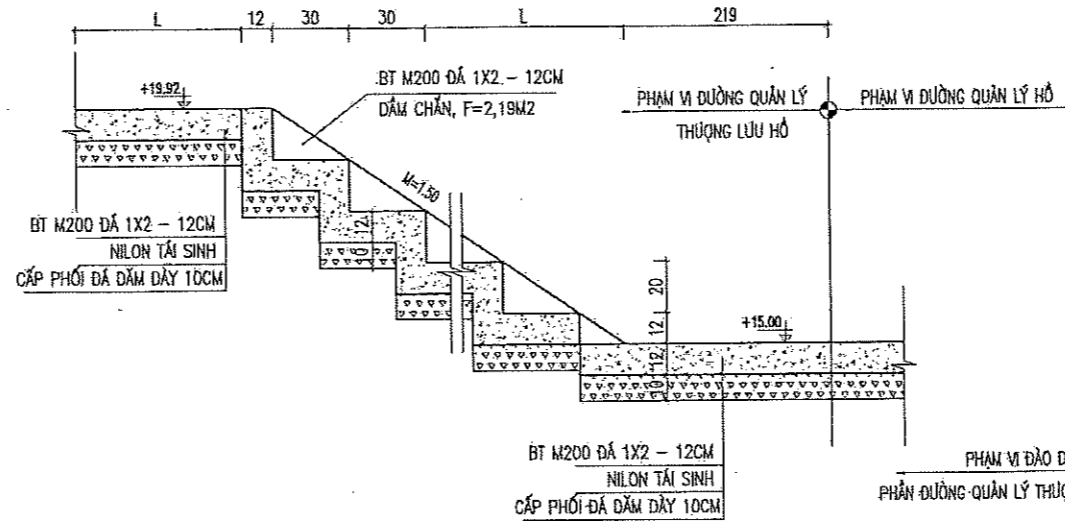 L 12 30 30 L 219
+19.92
BT M200 ĐÁ 1X2 - 12CM
DẦM CHẮN, F=2,19M2
PHẠM VI ĐƯỜNG QUẢN LÝ
THƯỢNG LƯU HỒ
PHẠM VI ĐƯỜNG QUẢN LÝ HỒ
M=1.50
BT M200 ĐÁ 1X2 - 12CM
NILON TÁI SINH
CẤP PHỐI ĐÁ DĂM DÀY 10CM
12
10
20
12
12
10
+15.00
BT M200 ĐÁ 1X2 - 12CM
NILON TÁI SINH
CẤP PHỐI ĐÁ DĂM DÀY 10CM
PHẠM VI ĐÀO Đ
PHẦN ĐƯỜNG QUẢN LÝ THƯỢ